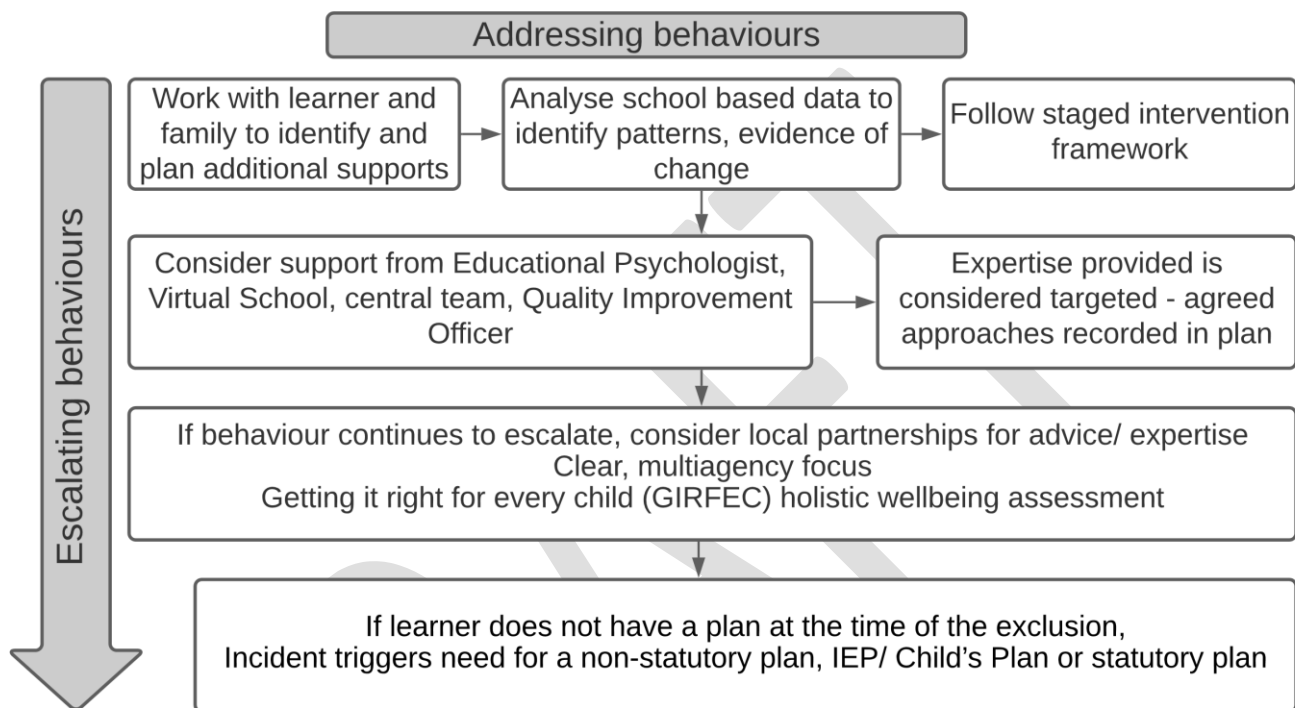 Addressing behaviours
Escalating behaviours
Work with learner and
family to identify and
plan additional supports
Analyse school based data to
identify patterns, evidence of
change
Follow staged intervention
framework
Consider support from Educational Psychologist,
Virtual School, central team, Quality Improvement
Officer
Expertise provided is
considered targeted - agreed
approaches recorded in plan
If behaviour continues to escalate, consider local partnerships for advice/ expertise
Clear, multiagency focus
Getting it right for every child (GIRFEC) holistic wellbeing assessment
If learner does not have a plan at the time of the exclusion,
Incident triggers need for a non-statutory plan, IEP/ Child's Plan or statutory plan